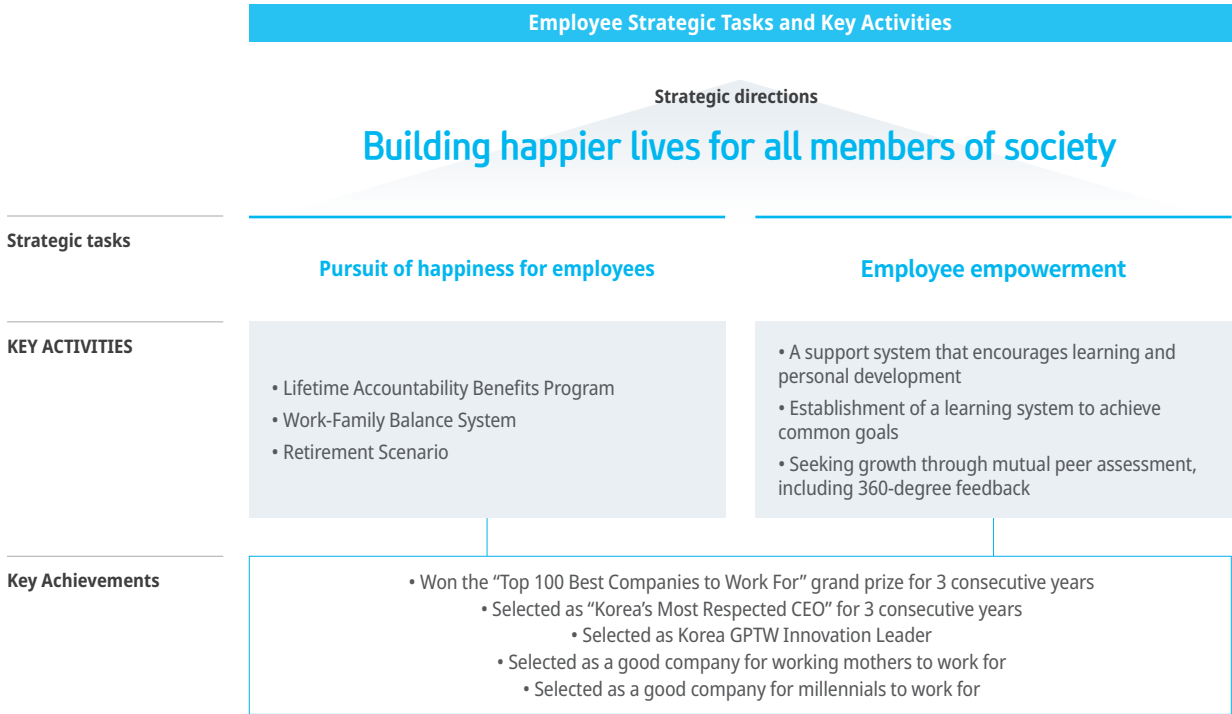 Employee Strategic Tasks and Key Activities
Strategic directions
Building happier lives for all members of society
Strategic tasks
Pursuit of happiness for employees
Employee empowerment
KEY ACTIVITIES
• Lifetime Accountability Benefits Program
• Work-Family Balance System
• Retirement Scenario
• A support system that encourages learning and
personal development
• Establishment of a learning system to achieve
common goals
• Seeking growth through mutual peer assessment,
including 360-degree feedback
Key Achievements
• Won the “Top 100 Best Companies to Work For” grand prize for 3 consecutive years
• Selected as “Korea’s Most Respected CEO” for 3 consecutive years
• Selected as Korea GPTW Innovation Leader
• Selected as a good company for working mothers to work for
• Selected as a good company for millennials to work for